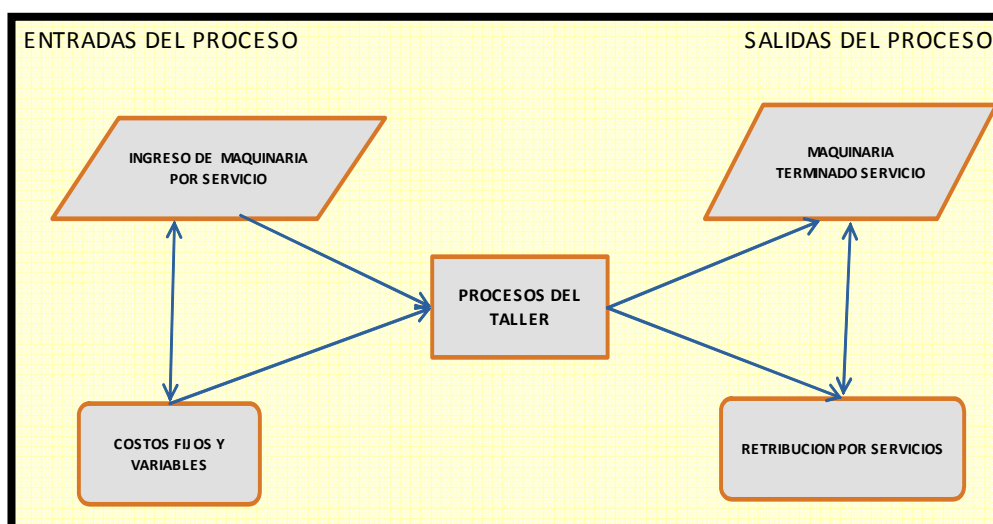 ENTRADAS DEL PROCESO
SALIDAS DEL PROCESO
INGRESO DE MAQUINARIA
POR SERVICIO
MAQUINARIA
TERMINADO SERVICIO
PROCESOS DEL
TALLER
COSTOS FIJOS Y
VARIABLES
RETRIBUCION POR SERVICIOS